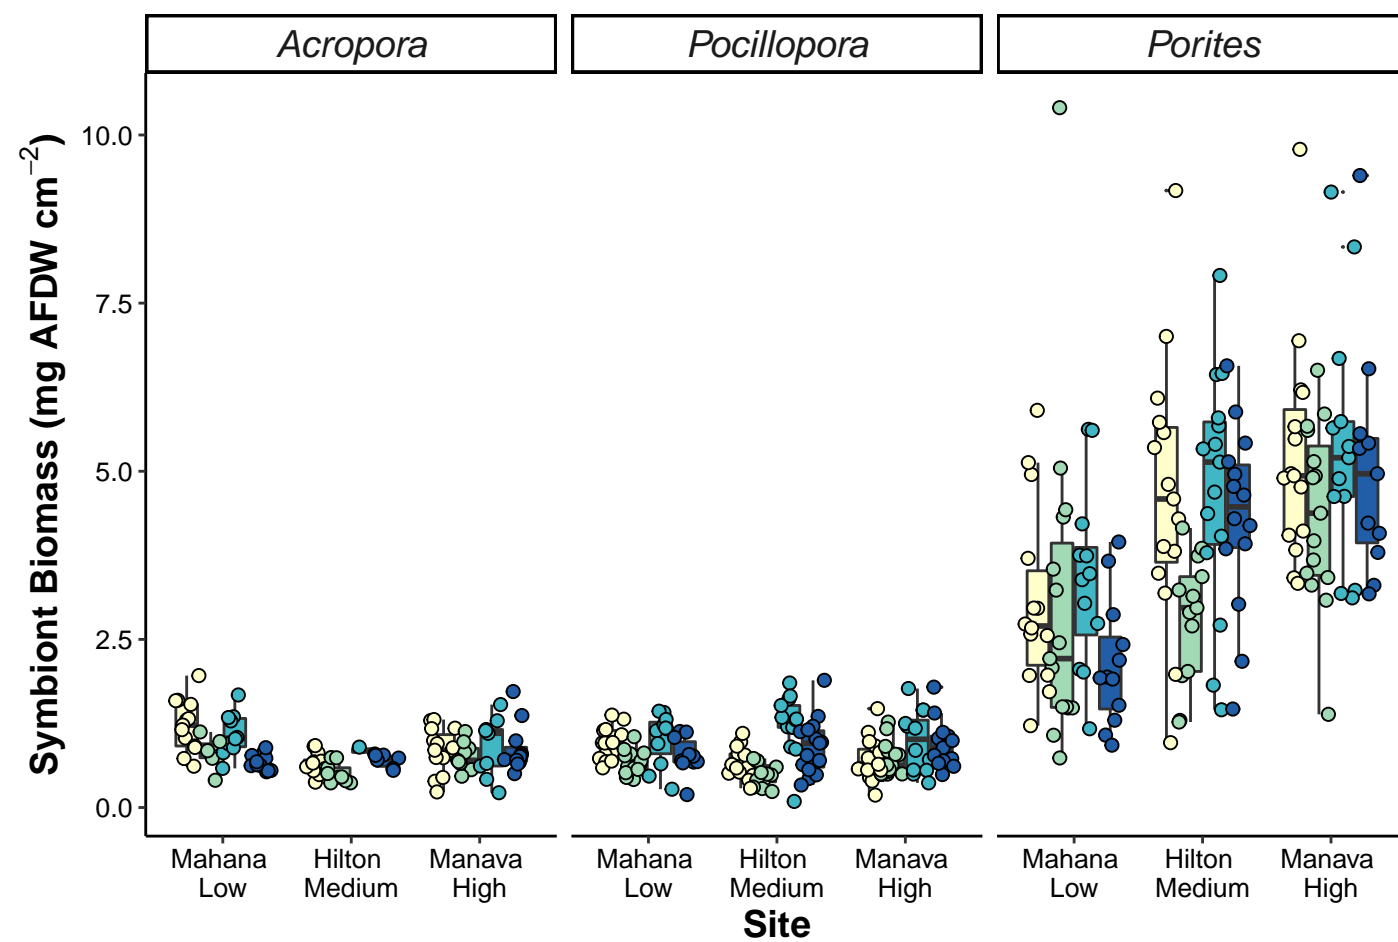 Acropora
Pocillopora
Porites
Symbiont Biomass (mg AFDW cm⁻²)
10.0
7.5
5.0
2.5
0.0
Mahana Low
Hilton Medium
Manava High
Mahana Low
Hilton Medium
Manava High
Mahana Low
Hilton Medium
Manava High
Site